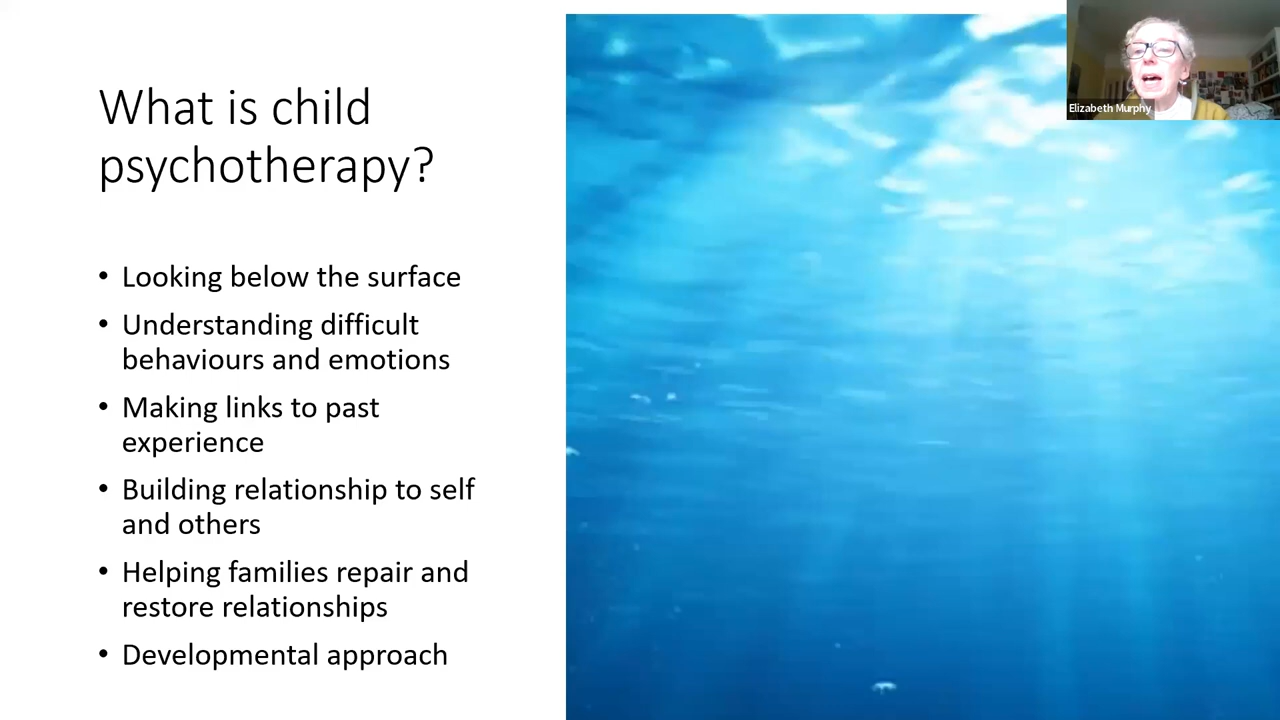 What is child
psychotherapy?
• Looking below the surface
• Understanding difficult
behaviours and emotions
• Making links to past
experience
• Building relationship to self
and others
• Helping families repair and
restore relationships
• Developmental approach
Elizabeth Murphy